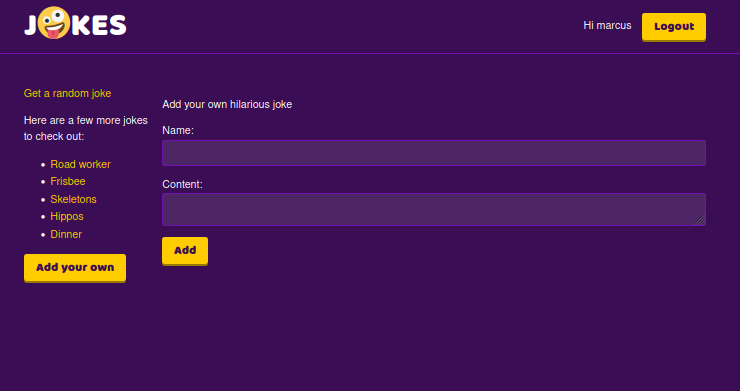 J🤪KES
Hi marcus
Logout
Get a random joke
Here are a few more jokes
to check out:
Road worker
Frisbee
Skeletons
Hippos
Dinner
Add your own
Add your own hilarious joke
Name:
Content:
Add